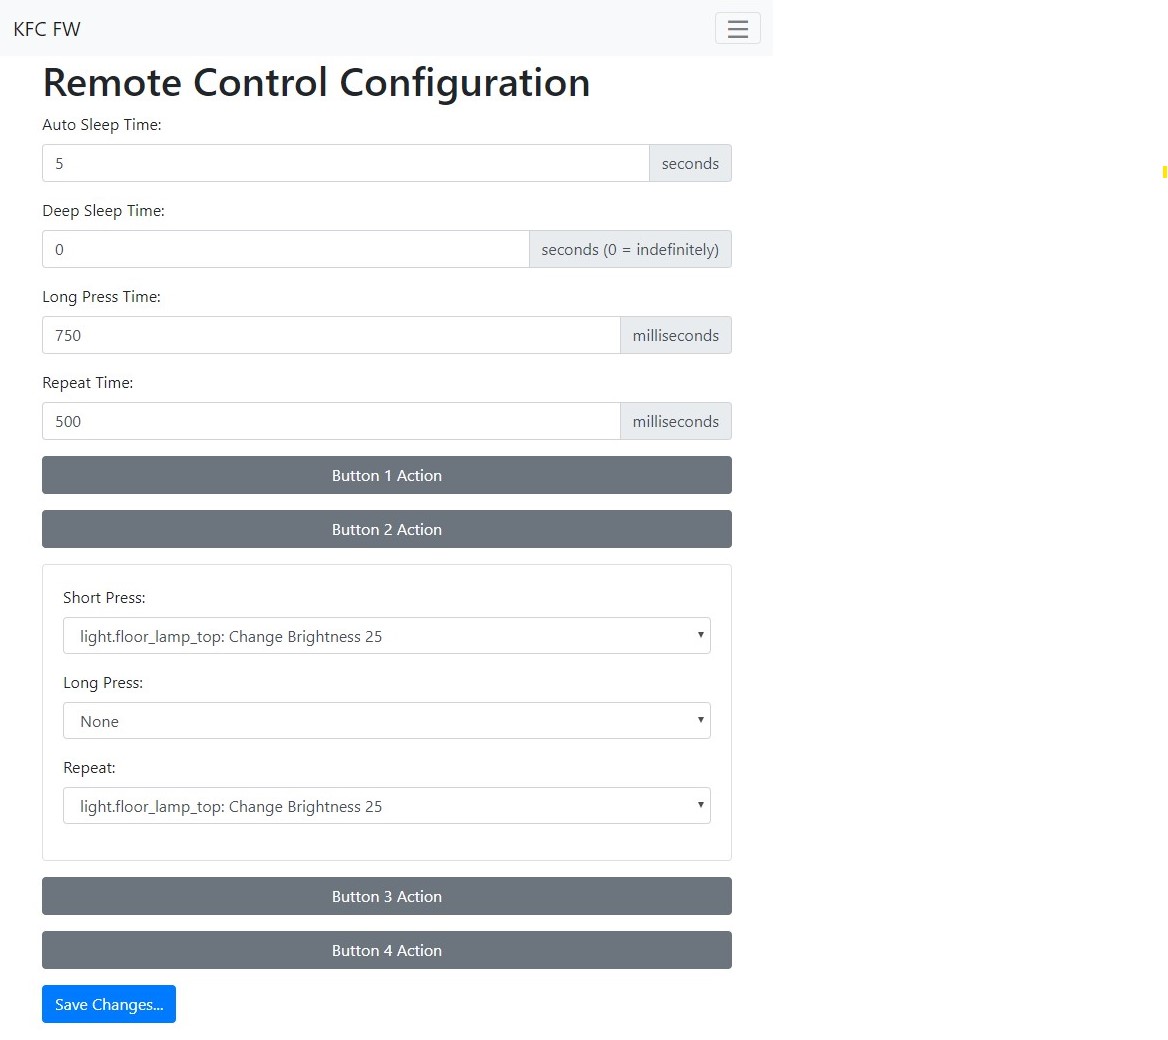 KFC FW
Remote Control Configuration
Auto Sleep Time:
5 seconds
Deep Sleep Time:
0 seconds (0 = indefinitely)
Long Press Time:
750 milliseconds
Repeat Time:
500 milliseconds
Button 1 Action
Button 2 Action
Short Press:
light.floor_lamp_top: Change Brightness 25
Long Press:
None
Repeat:
light.floor_lamp_top: Change Brightness 25
Button 3 Action
Button 4 Action
Save Changes...